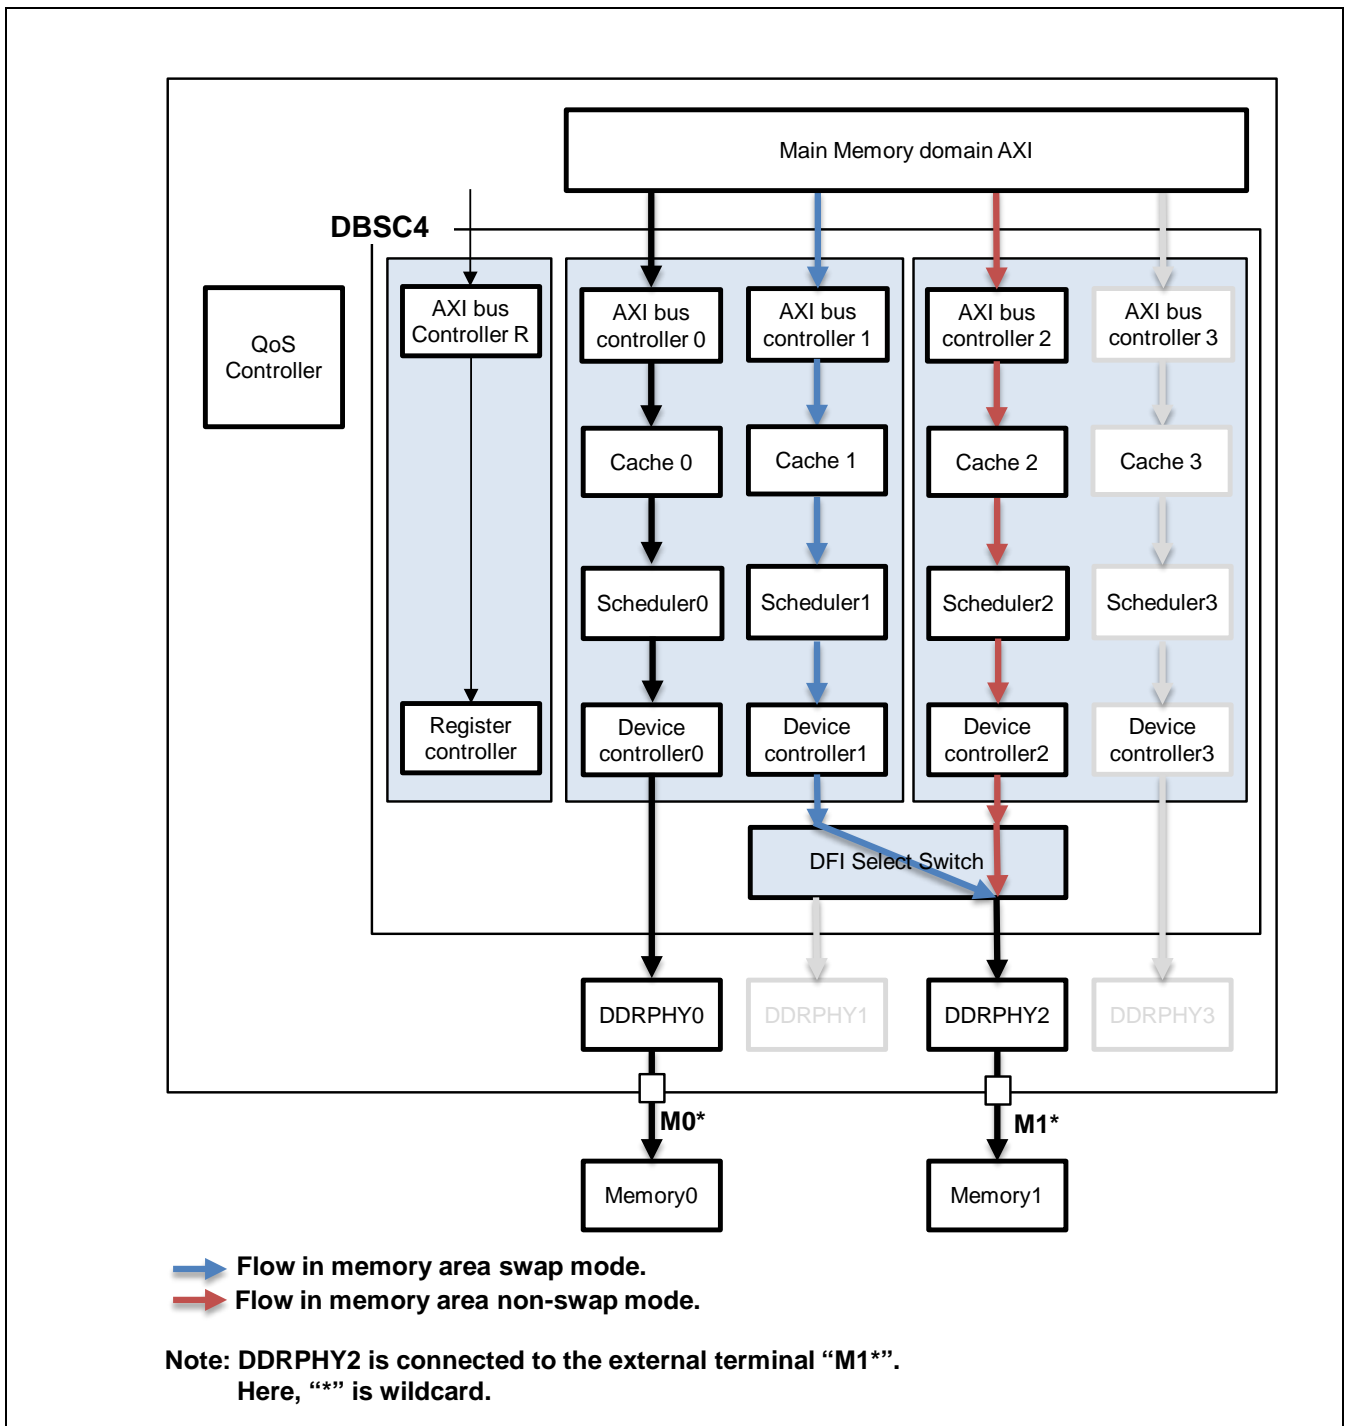 Main Memory domain AXI
DBSC4
QoS
Controller
AXI bus
Controller R
AXI bus
controller 0
AXI bus
controller 1
AXI bus
controller 2
AXI bus
controller 3
Cache 0
Cache 1
Cache 2
Cache 3
Scheduler0
Scheduler1
Scheduler2
Scheduler3
Register
controller
Device
controller0
Device
controller1
Device
controller2
Device
controller3
DFI Select Switch
DDRPHY0
DDRPHY1
DDRPHY2
DDRPHY3
M0*
M1*
Memory0
Memory1
Flow in memory area swap mode.
Flow in memory area non-swap mode.
Note: DDRPHY2 is connected to the external terminal “M1*”.
Here, “*” is wildcard.